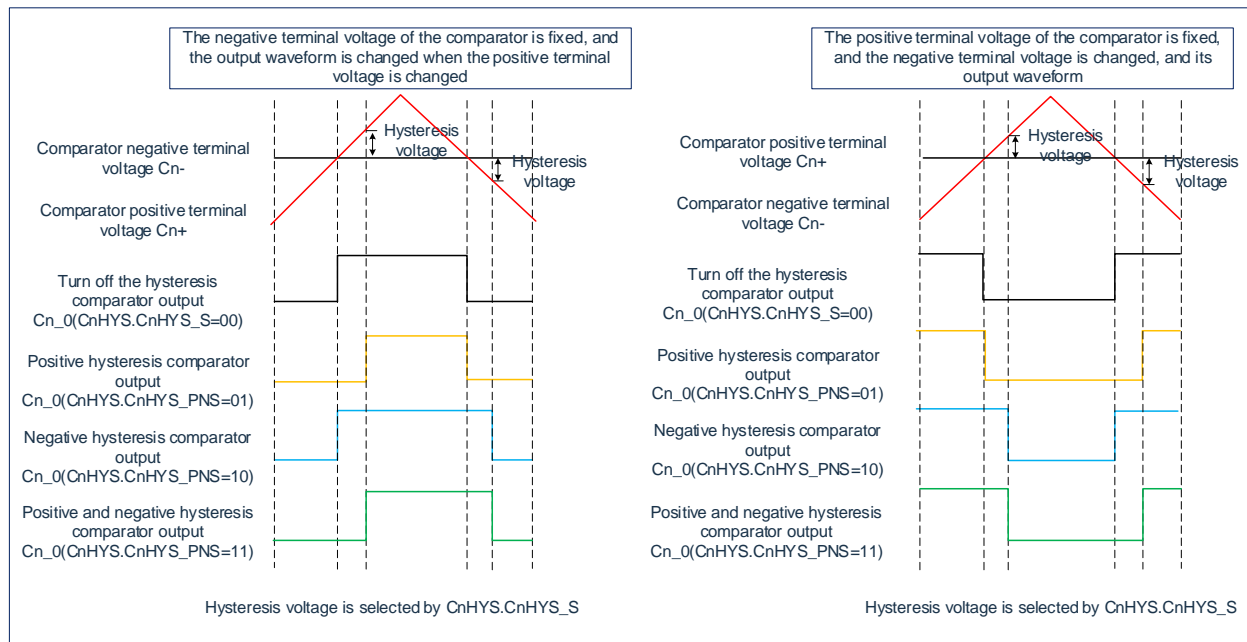 The negative terminal voltage of the comparator is fixed, and
the output waveform is changed when the positive terminal
voltage is changed
Hysteresis
voltage
Comparator negative terminal
voltage Cn-
Hysteresis
voltage
Comparator positive terminal
voltage Cn+
Turn off the hysteresis
comparator output
Cn_0(CnHYS.CnHYS_S=00)
Positive hysteresis comparator
output
Cn_0(CnHYS.CnHYS_PNS=01)
Negative hysteresis comparator
output
Cn_0(CnHYS.CnHYS_PNS=10)
Positive and negative hysteresis
comparator output
Cn_0(CnHYS.CnHYS_PNS=11)
Hysteresis voltage is selected by CnHYS.CnHYS_S
The positive terminal voltage of the comparator is fixed,
and the negative terminal voltage is changed, and its
output waveform
Hysteresis
voltage
Comparator positive terminal
voltage Cn+
Hysteresis
voltage
Comparator negative terminal
voltage Cn-
Turn off the hysteresis
comparator output
Cn_0(CnHYS.CnHYS_S=00)
Positive hysteresis comparator
output
Cn_0(CnHYS.CnHYS_PNS=01)
Negative hysteresis comparator
output
Cn_0(CnHYS.CnHYS_PNS=10)
Positive and negative hysteresis
comparator output
Cn_0(CnHYS.CnHYS_PNS=11)
Hysteresis voltage is selected by CnHYS.CnHYS_S